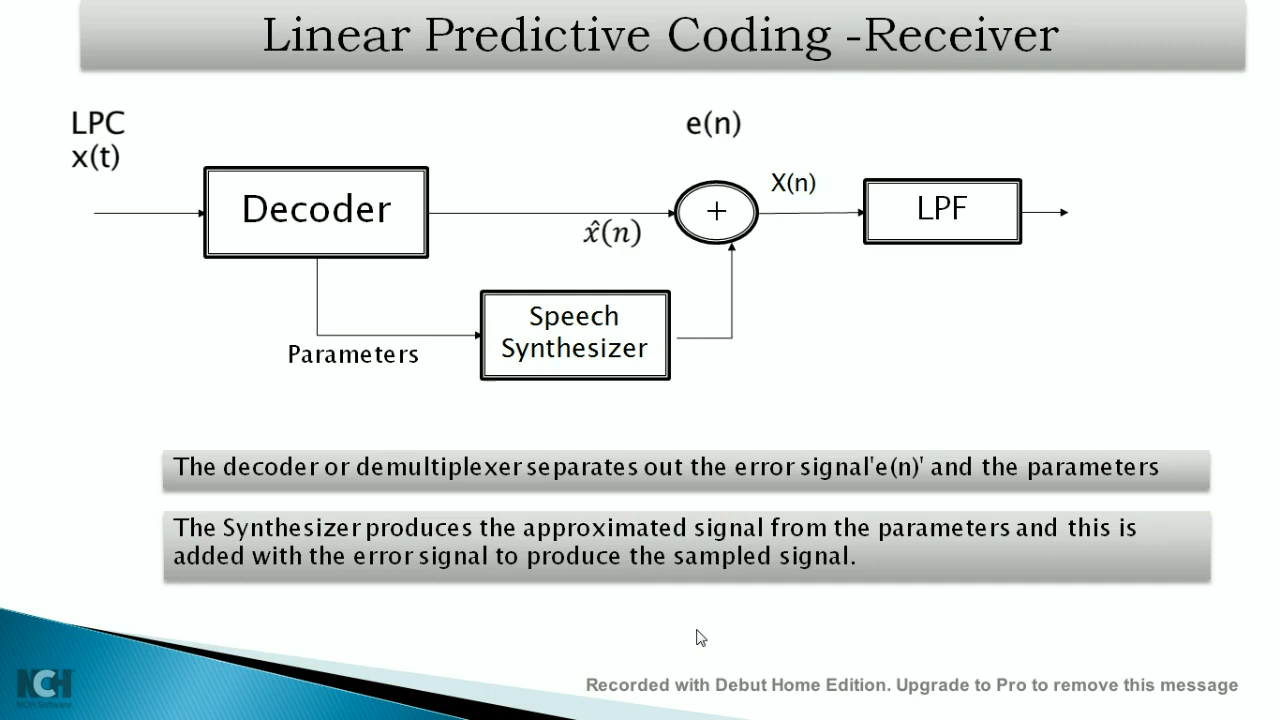 Linear Predictive Coding -Receiver
LPC
x(t)
e(n)
Decoder
X(n)
+
LPF
x̂(n)
Speech
Synthesizer
Parameters
The decoder or demultiplexer separates out the error signal'e(n)' and the parameters
The Synthesizer produces the approximated signal from the parameters and this is
added with the error signal to produce the sampled signal.
NCH
NCH Software
Recorded with Debut Home Edition. Upgrade to Pro to remove this message